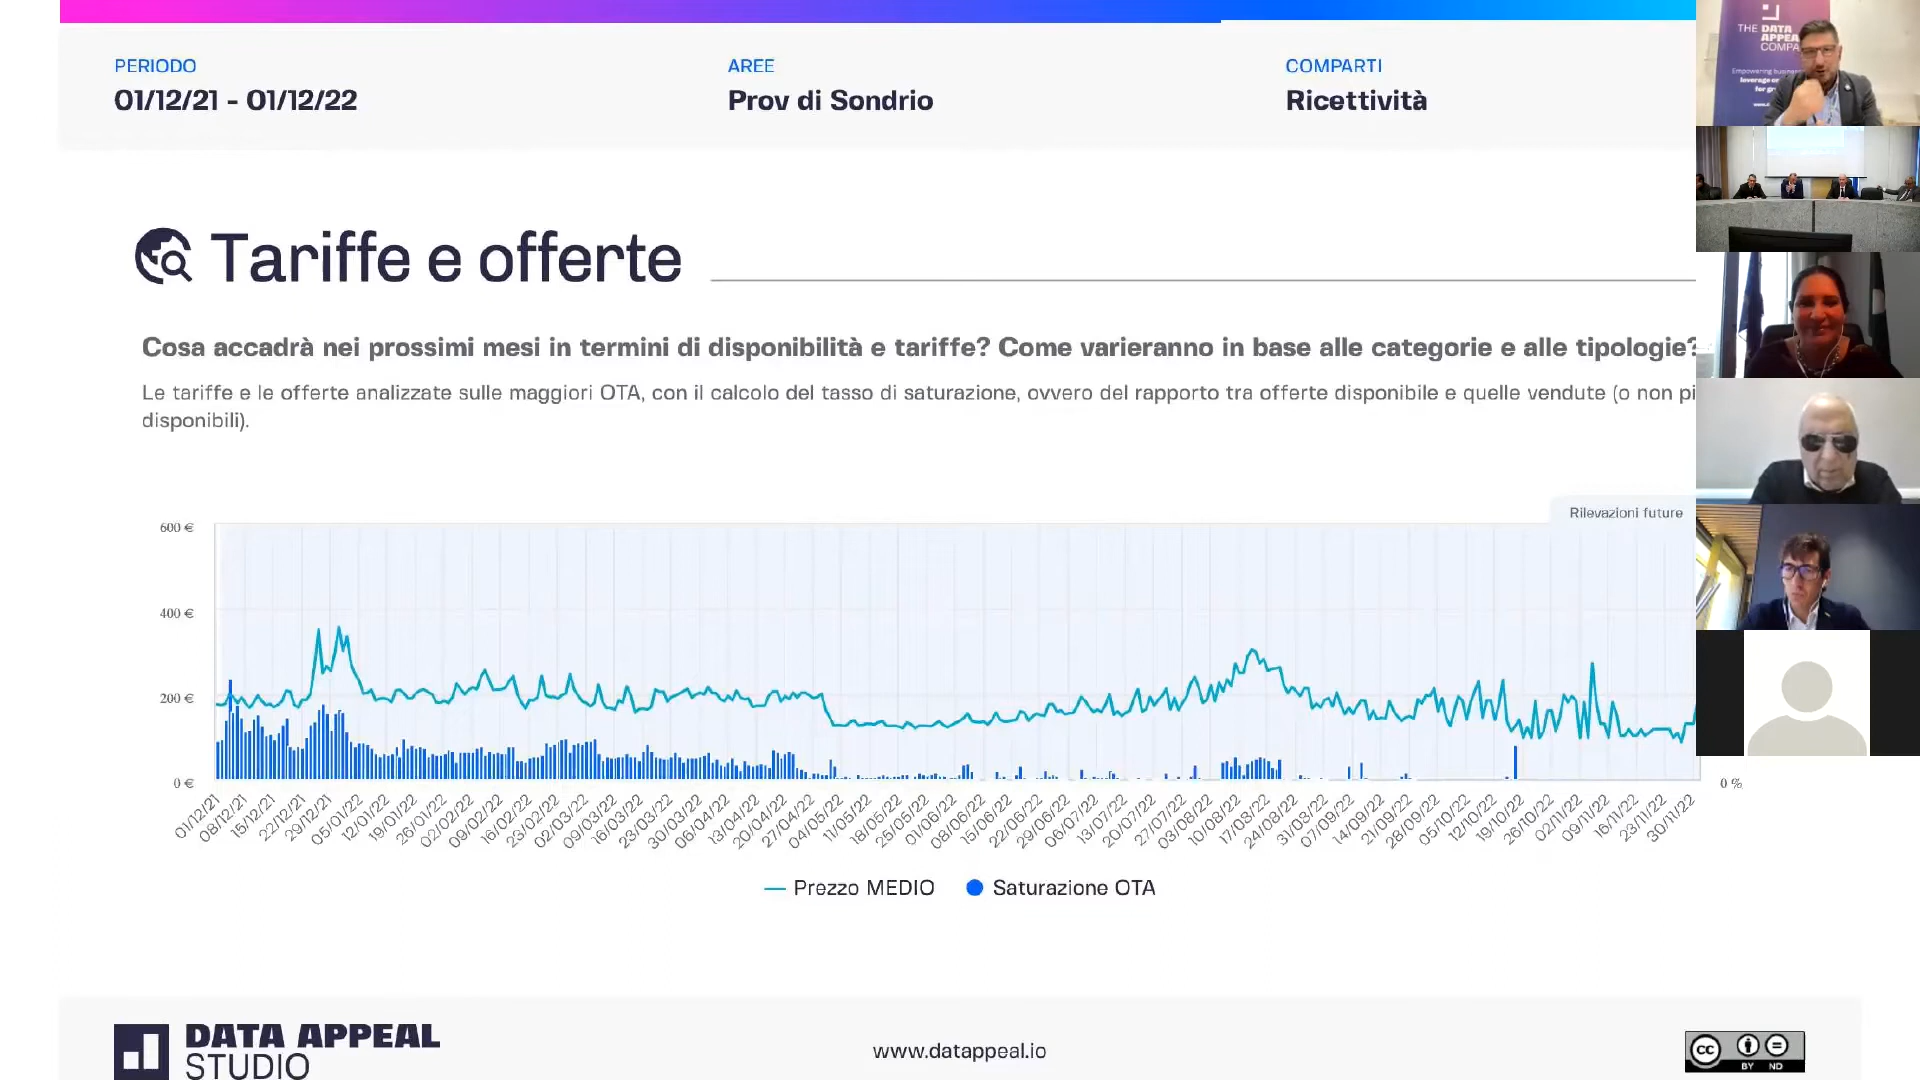 PERIODO
01/12/21 - 01/12/22
AREE
Prov di Sondrio
COMPARTI
Ricettività
THE DATA
APPEA
COMPA
Tariffe e offerte
Cosa accadrà nei prossimi mesi in termini di disponibilità e tariffe? Come varieranno in base alle categorie e alle tipologie?
Le tariffe e le offerte analizzate sulle maggiori OTA, con il calcolo del tasso di saturazione, ovvero del rapporto tra offerte disponibile e quelle vendute (o non pi
disponibili).
Rilevazioni future
600 €
400 €
200 €
0 €
0 %
01/12/21
08/12/21
15/12/21
22/12/21
29/12/21
05/01/22
12/01/22
19/01/22
26/01/22
02/02/22
09/02/22
16/02/22
23/02/22
02/03/22
09/03/22
16/03/22
23/03/22
30/03/22
06/04/22
13/04/22
20/04/22
27/04/22
04/05/22
11/05/22
18/05/22
25/05/22
01/06/22
08/06/22
15/06/22
22/06/22
29/06/22
06/07/22
13/07/22
20/07/22
27/07/22
03/08/22
10/08/22
17/08/22
24/08/22
31/08/22
07/09/22
14/09/22
21/09/22
28/09/22
05/10/22
12/10/22
19/10/22
26/10/22
02/11/22
09/11/22
16/11/22
23/11/22
30/11/22
Prezzo MEDIO
Saturazione OTA
DATA APPEAL
STUDIO
www.datappeal.io
CC
BY ND